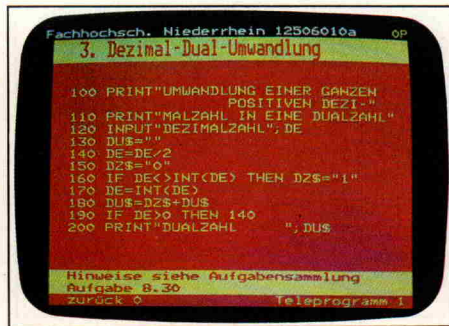 Fachhochsch. Niederrhein 12506010a OP
3. Dezimal-Dual-Umwandlung
100 PRINT"UMWANDLUNG EINER GANZEN
POSITIVEN DEZI-"
110 PRINT"MALZAHL IN EINE DUALZAHL"
120 INPUT"DEZIMALZAHL";DE
130 DU$=""
140 DE=DE/2
150 DZ$="0"
160 IF DE<>INT(DE) THEN DZ$="1"
170 DE=INT(DE)
180 DU$=DZ$+DU$
190 IF DE>0 THEN 140
200 PRINT"DUALZAHL ";DU$
Hinweise siehe Aufgabensammlung
Aufgabe 8.30
zurück 0 Teleprogramm 1